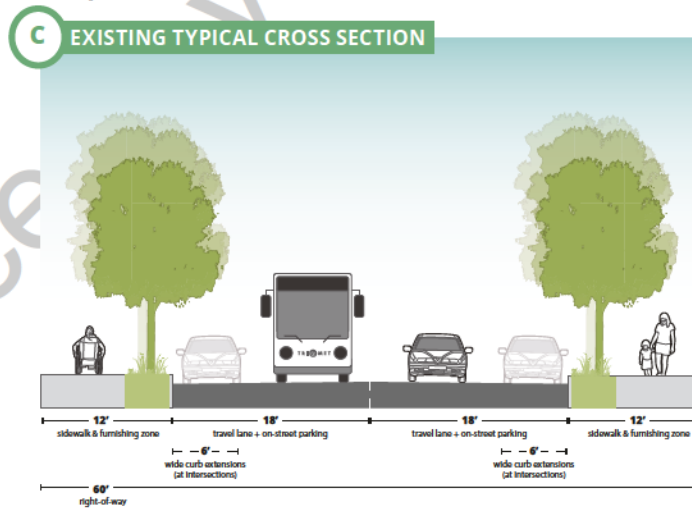 C EXISTING TYPICAL CROSS SECTION
TRIMET
12' 18' 18' 12'
sidewalk & furnishing zone travel lane + on-street parking travel lane + on-street parking sidewalk & furnishing zone
6' 6'
wide curb extensions wide curb extensions
(at intersections) (at intersections)
60'
right-of-way